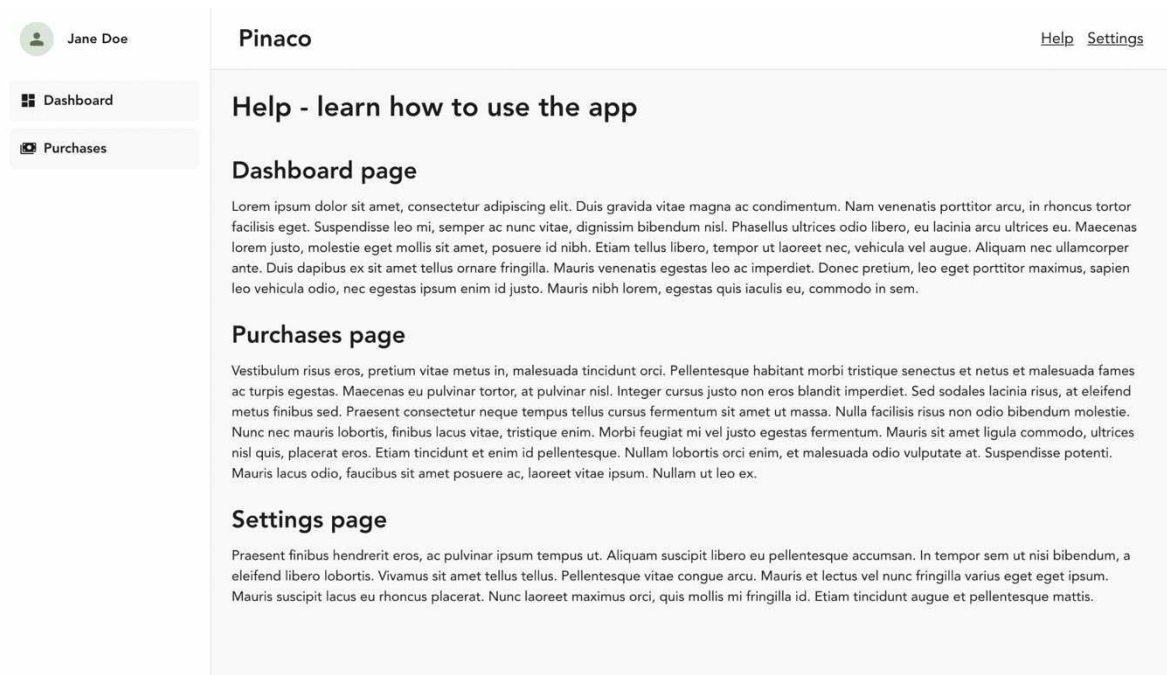 Jane Doe
Dashboard
Purchases
Pinaco
Help Settings
Help - learn how to use the app
Dashboard page
Lorem ipsum dolor sit amet, consectetur adipiscing elit. Duis gravida vitae magna ac condimentum. Nam venenatis porttitor arcu, in rhoncus tortor
facilisis eget. Suspendisse leo mi, semper ac nunc vitae, dignissim bibendum nisl. Phasellus ultrices odio libero, eu lacinia arcu ultrices eu. Maecenas
lorem justo, molestie eget mollis sit amet, posuere id nibh. Etiam tellus libero, tempor ut laoreet nec, vehicula vel augue. Aliquam nec ullamcorper
ante. Duis dapibus ex sit amet tellus ornare fringilla. Mauris venenatis egestas leo ac imperdiet. Donec pretium, leo eget porttitor maximus, sapien
leo vehicula odio, nec egestas ipsum enim id justo. Mauris nibh lorem, egestas quis iaculis eu, commodo in sem.
Purchases page
Vestibulum risus eros, pretium vitae metus in, malesuada tincidunt orci. Pellentesque habitant morbi tristique senectus et netus et malesuada fames
ac turpis egestas. Maecenas eu pulvinar tortor, at pulvinar nisl. Integer cursus justo non eros blandit imperdiet. Sed sodales lacinia risus, at eleifend
metus finibus sed. Praesent consectetur neque tempus tellus cursus fermentum sit amet ut massa. Nulla facilisis risus non odio bibendum molestie.
Nunc nec mauris lobortis, finibus lacus vitae, tristique enim. Morbi feugiat mi vel justo egestas fermentum. Mauris sit amet ligula commodo, ultrices
nisl quis, placerat eros. Etiam tincidunt et enim id pellentesque. Nullam lobortis orci enim, et malesuada odio vulputate at. Suspendisse potenti.
Mauris lacus odio, faucibus sit amet posuere ac, laoreet vitae ipsum. Nullam ut leo ex.
Settings page
Praesent finibus hendrerit eros, ac pulvinar ipsum tempus ut. Aliquam suscipit libero eu pellentesque accumsan. In tempor sem ut nisi bibendum, a
eleifend libero lobortis. Vivamus sit amet tellus tellus. Pellentesque vitae congue arcu. Mauris et lectus vel nunc fringilla varius eget eget ipsum.
Mauris suscipit lacus eu rhoncus placerat. Nunc laoreet maximus orci, quis mollis mi fringilla id. Etiam tincidunt augue et pellentesque mattis.